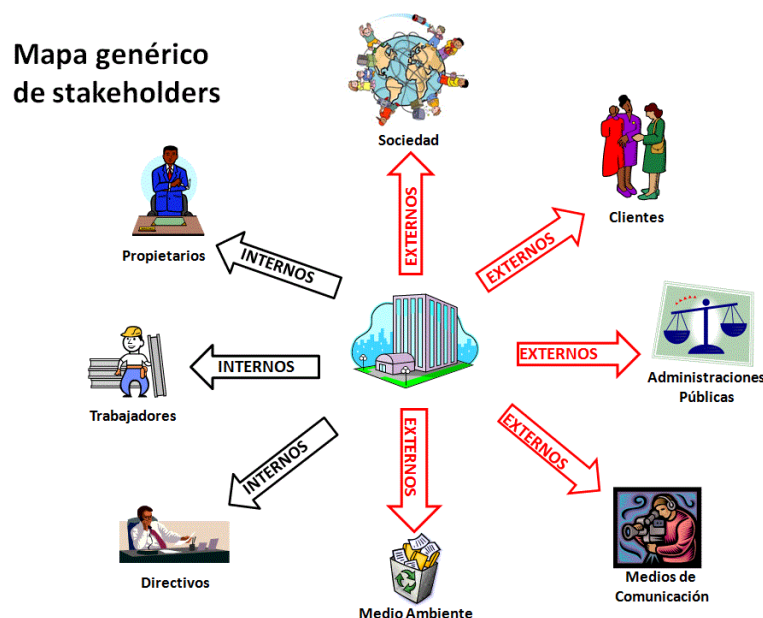 Mapa genérico
de stakeholders
Sociedad
EXTERNOS
Clientes
EXTERNOS
Propietarios
INTERNOS
EXTERNOS
Administraciones
Públicas
Trabajadores
INTERNOS
EXTERNOS
Medios de
Comunicación
Directivos
INTERNOS
EXTERNOS
Medio Ambiente